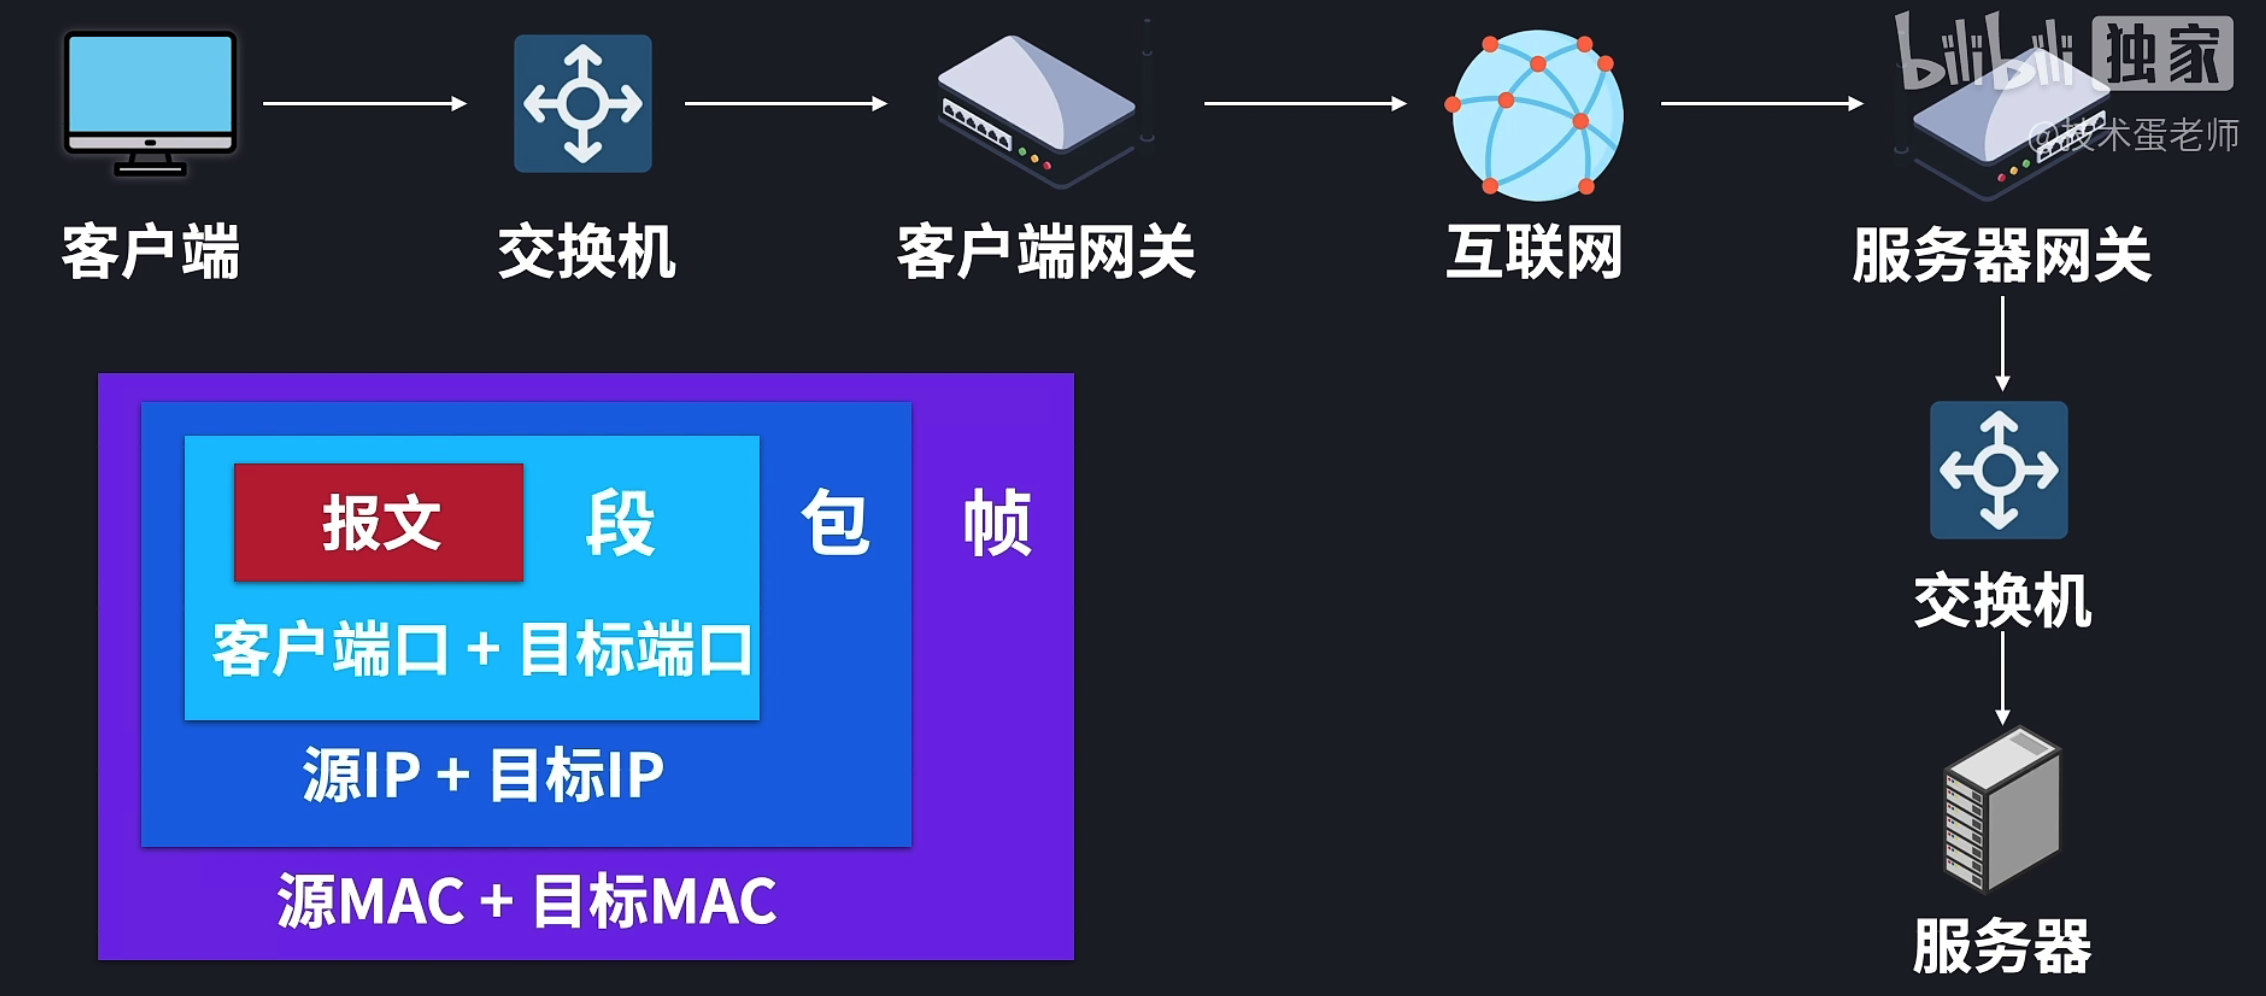 bilibili 独家
@技术蛋老师
客户端
交换机
客户端网关
互联网
服务器网关
报文
段
包
帧
客户端口 + 目标端口
源IP + 目标IP
源MAC + 目标MAC
交换机
服务器